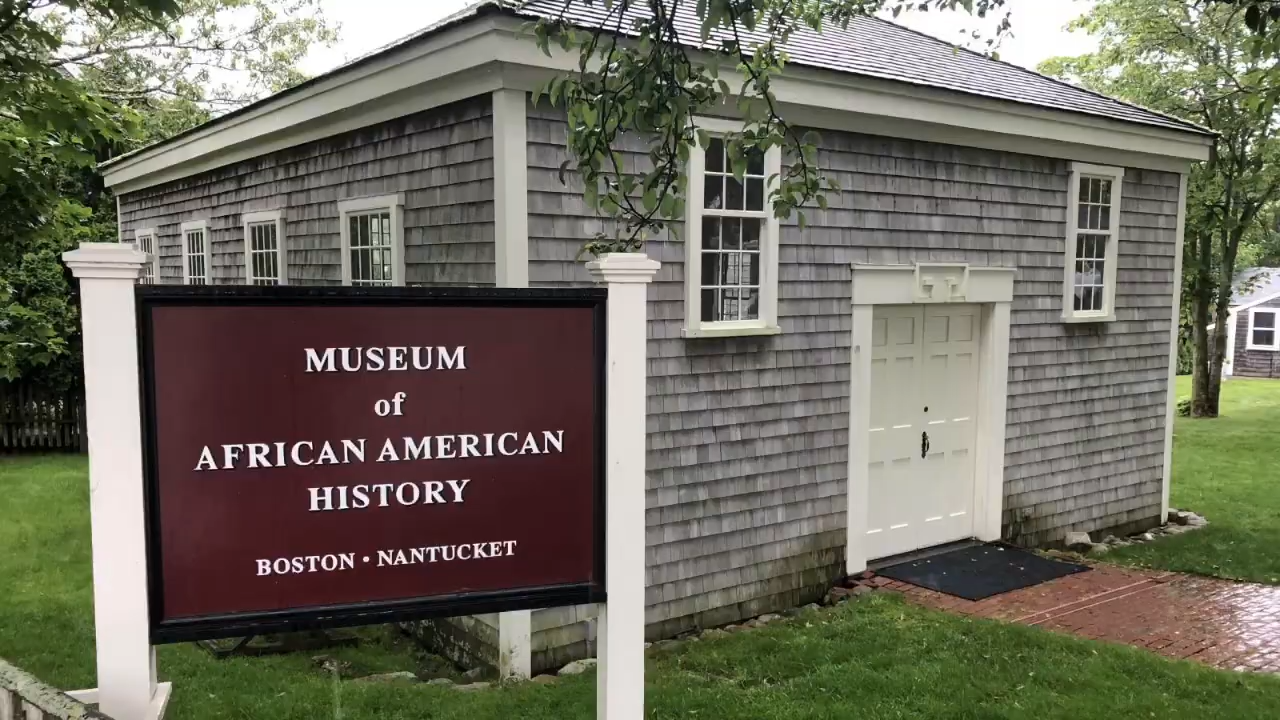 MUSEUM
of
AFRICAN AMERICAN
HISTORY
BOSTON • NANTUCKET